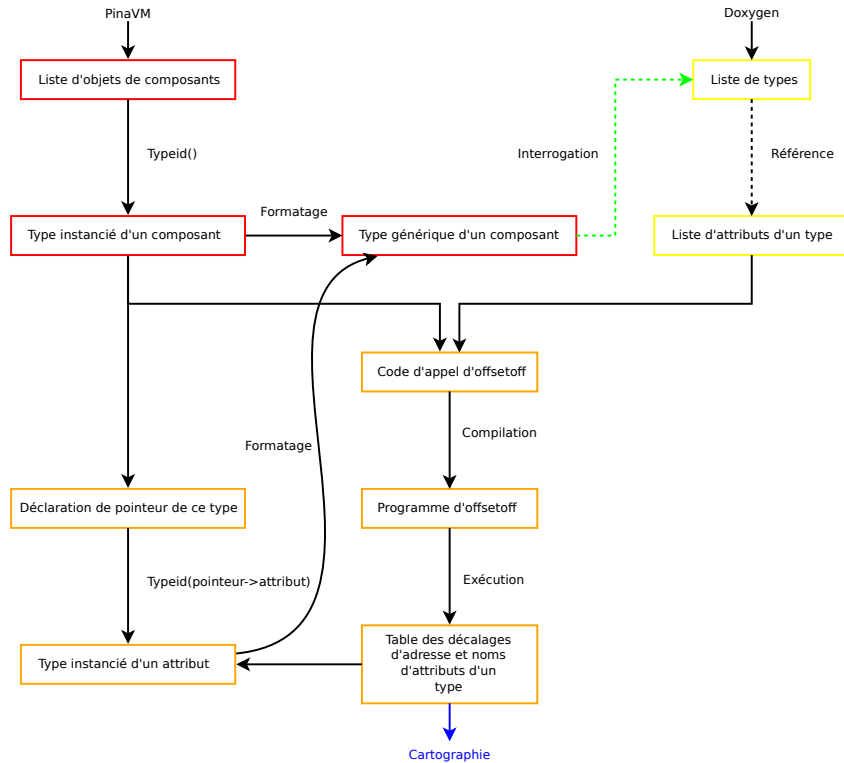 PinaVM
Doxygen
Liste d'objets de composants
Liste de types
Typeid()
Interrogation
Référence
Formatage
Type instancié d'un composant
Type générique d'un composant
Liste d'attributs d'un type
Code d'appel d'offsetoff
Compilation
Formatage
Déclaration de pointeur de ce type
Programme d'offsetoff
Typeid(pointeur->attribut)
Exécution
Type instancié d'un attribut
Table des décalages
d'adresse et noms
d'attributs d'un
type
Cartographie